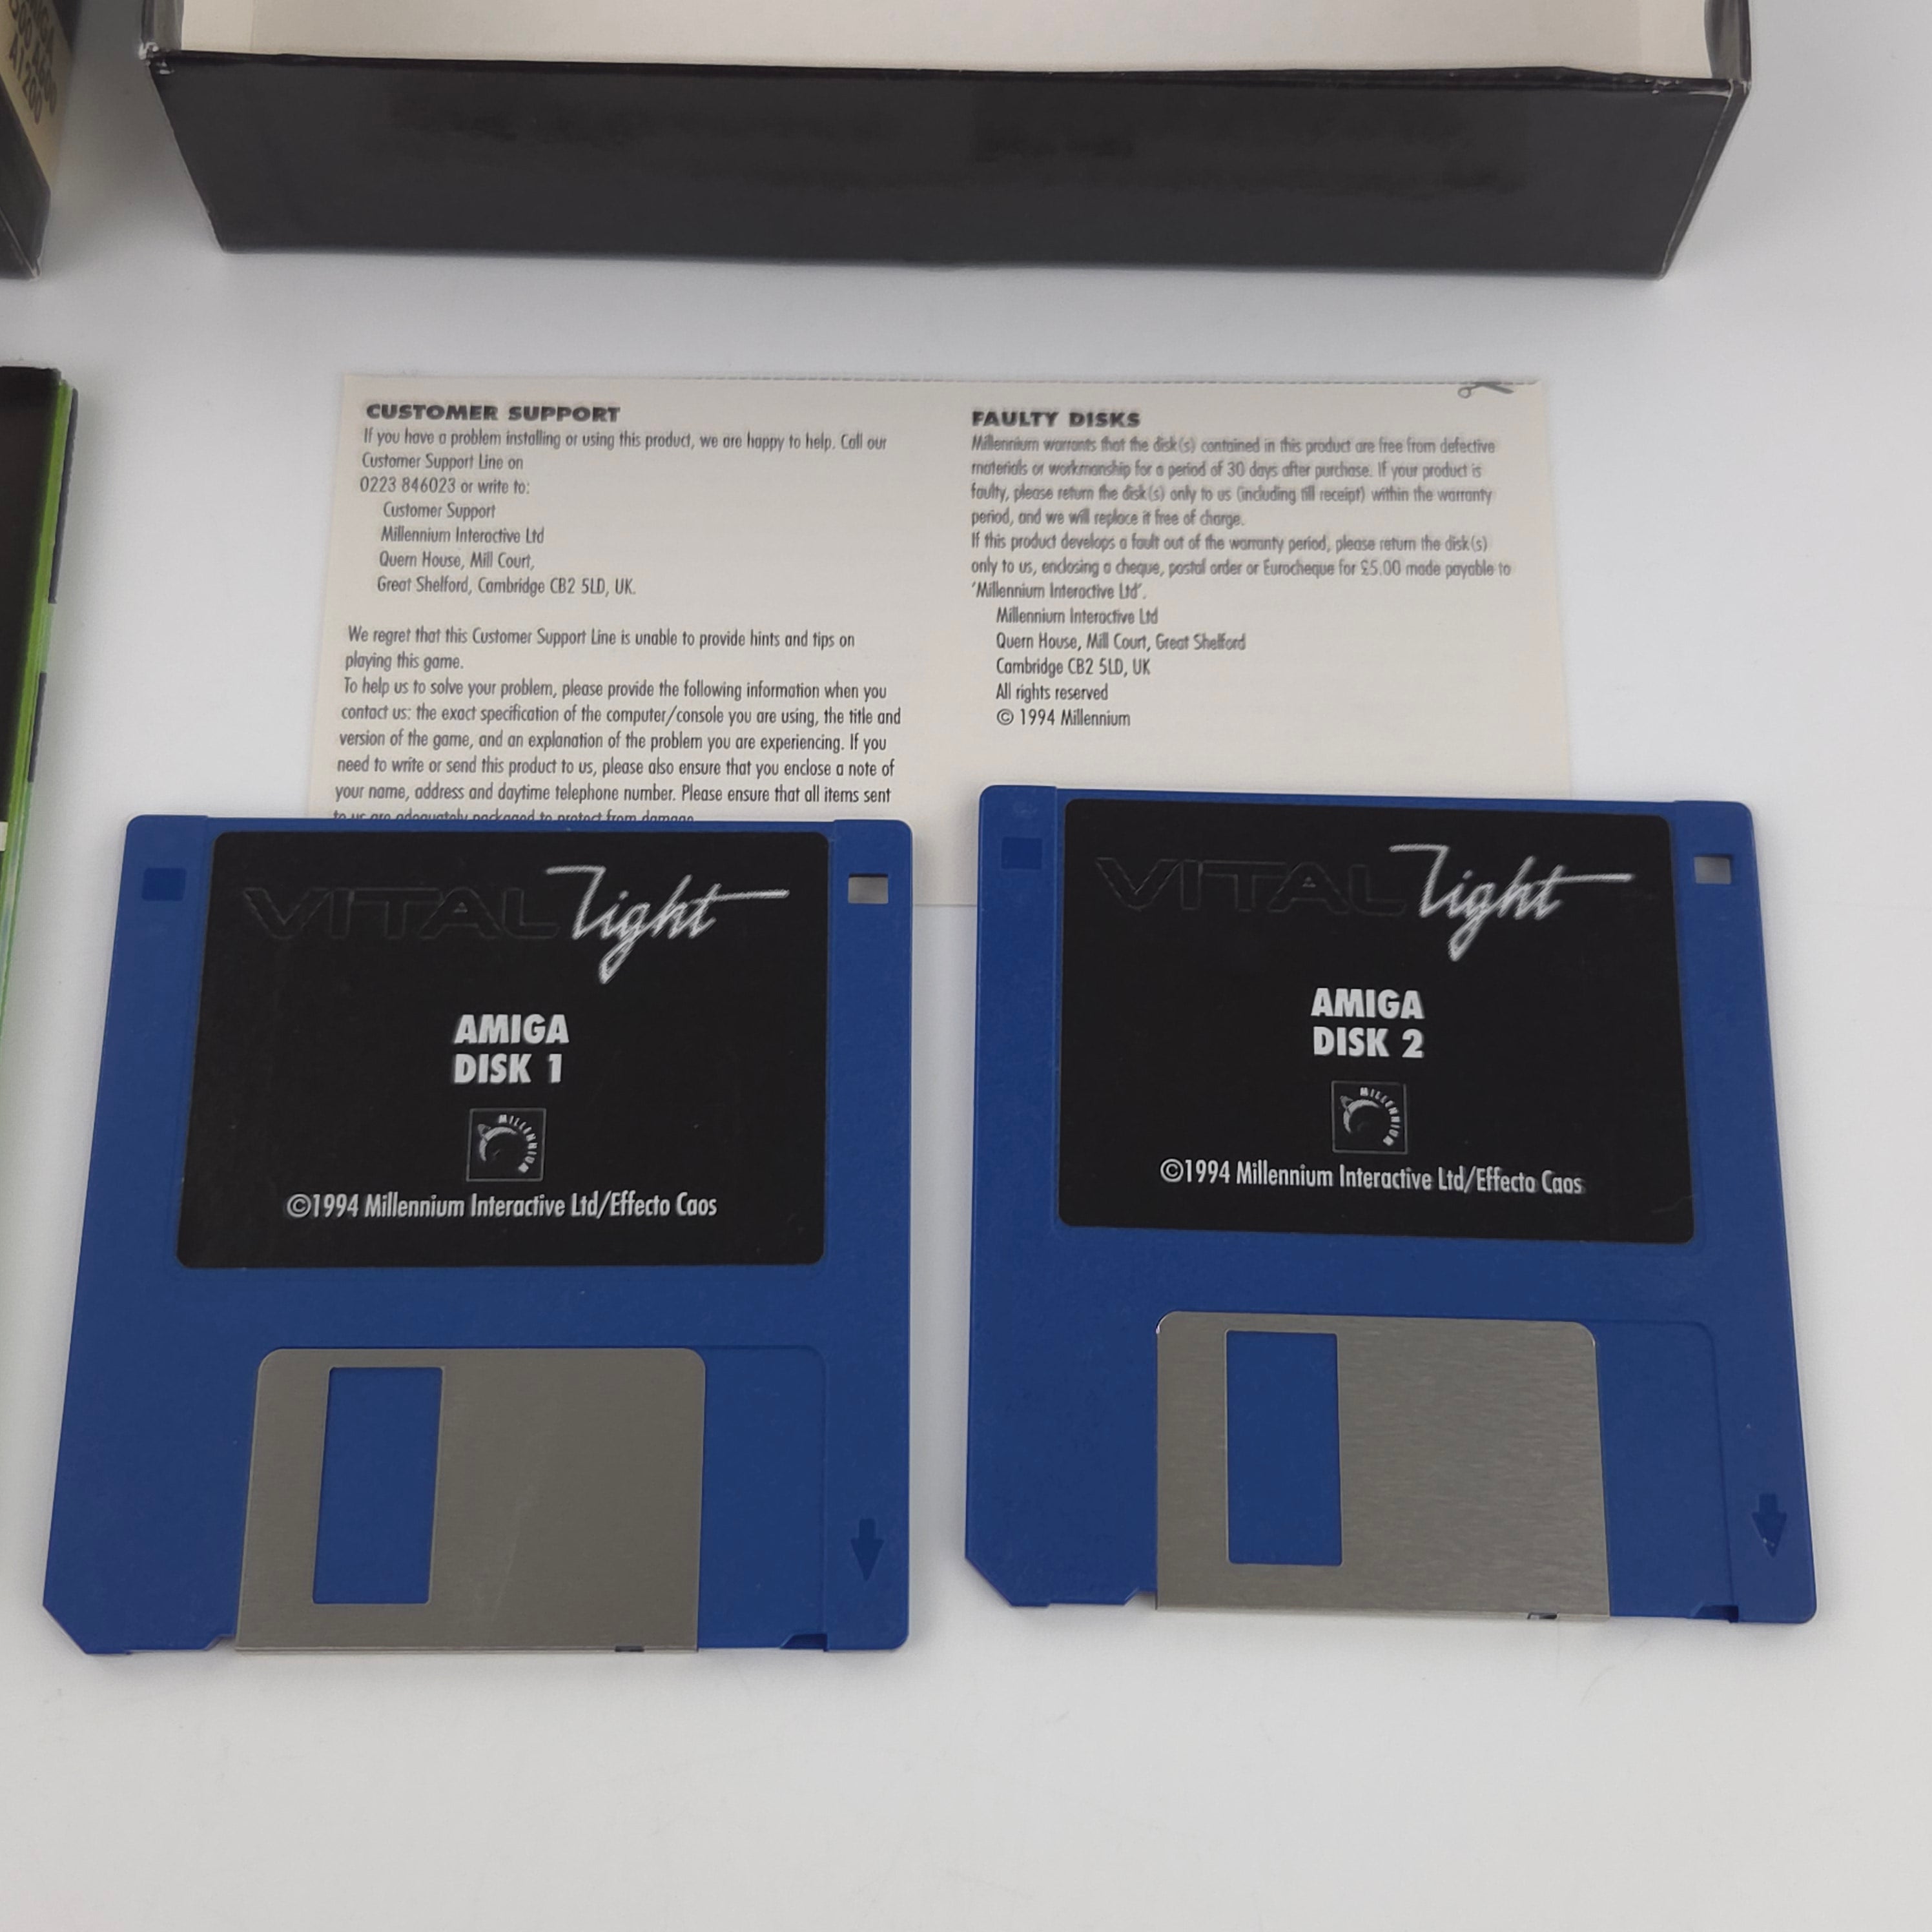 A1200
CUSTOMER SUPPORT
If you have a problem installing or using this product, we are happy to help. Call our
Customer Support Line on
0223 846023 or write to:
Customer Support
Millennium Interactive Ltd
Quern House, Mill Court,
Great Shelford, Cambridge CB2 5LD, UK.
We regret that this Customer Support Line is unable to provide hints and tips on
playing this game.
To help us to solve your problem, please provide the following information when you
contact us: the exact specification of the computer/console you are using, the title and
version of the game, and an explanation of the problem you are experiencing. If you
need to write or send this product to us, please also ensure that you enclose a note of
your name, address and daytime telephone number. Please ensure that all items sent
to us are adequately packaged to protect from damage.
FAULTY DISKS
Millennium warrants that the disk(s) contained in this product are free from defective
materials or workmanship for a period of 30 days after purchase. If your product is
faulty, please return the disk(s) only to us (including till receipt) within the warranty
period, and we will replace it free of charge.
If this product develops a fault out of the warranty period, please return the disk(s)
only to us, enclosing a cheque, postal order or Eurocheque for £5.00 made payable to
'Millennium Interactive Ltd'.
Millennium Interactive Ltd
Quern House, Mill Court, Great Shelford
Cambridge CB2 5LD, UK
All rights reserved
© 1994 Millennium
VITAL Light
AMIGA
DISK 1
MILLENNIUM
©1994 Millennium Interactive Ltd/Effecto Caos
VITAL Light
AMIGA
DISK 2
MILLENNIUM
©1994 Millennium Interactive Ltd/Effecto Caos